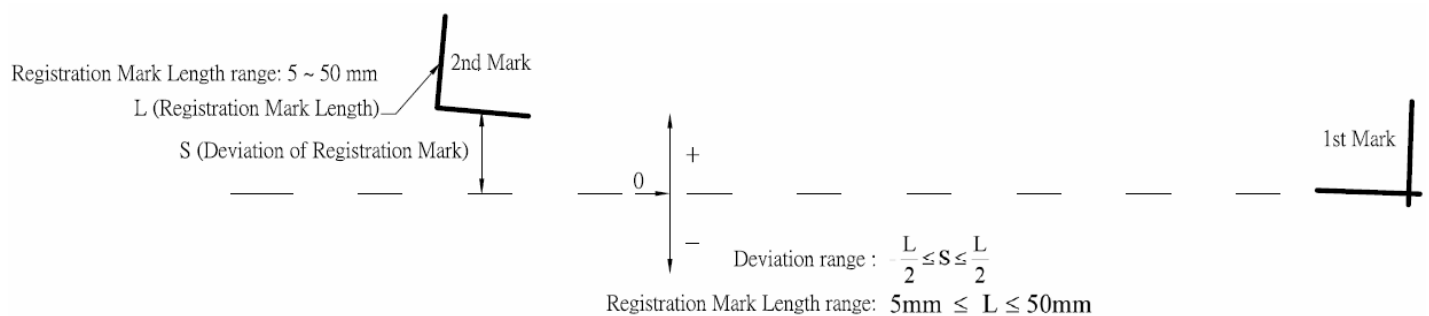 2nd Mark
Registration Mark Length range: 5 ~ 50 mm
L (Registration Mark Length)
S (Deviation of Registration Mark)
1st Mark
+
0
−
Deviation range : -L/2 ≤ S ≤ L/2
Registration Mark Length range: 5mm ≤ L ≤ 50mm